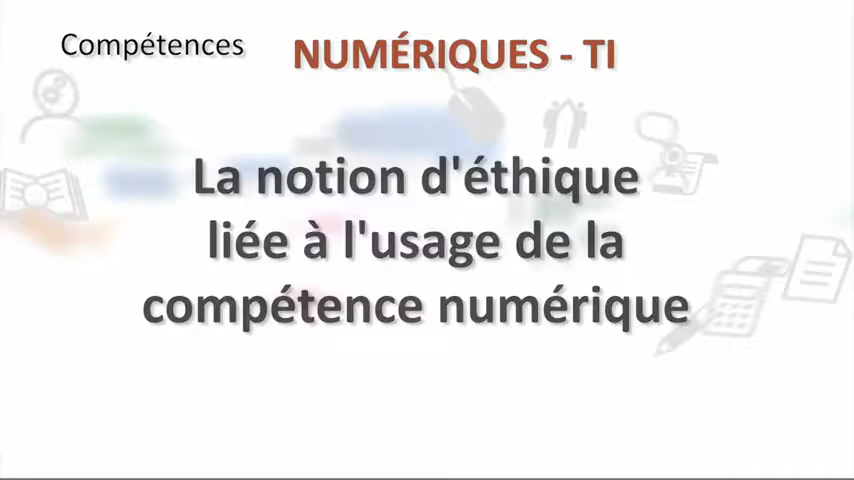 Compétences NUMÉRIQUES - TI
La notion d'éthique
liée à l'usage de la
compétence numérique